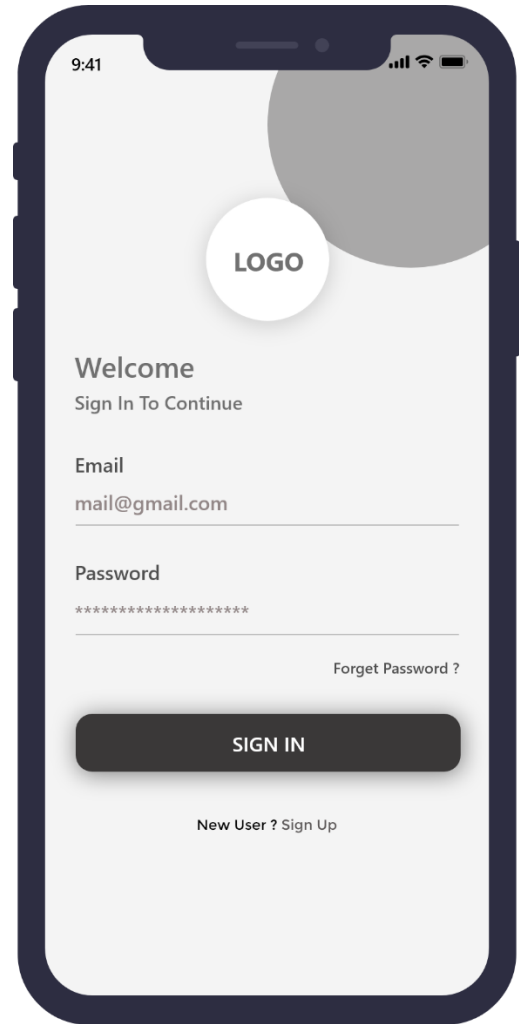 9:41
LOGO
Welcome
Sign In To Continue
Email
mail@gmail.com
Password
********************
Forget Password ?
SIGN IN
New User ? Sign Up